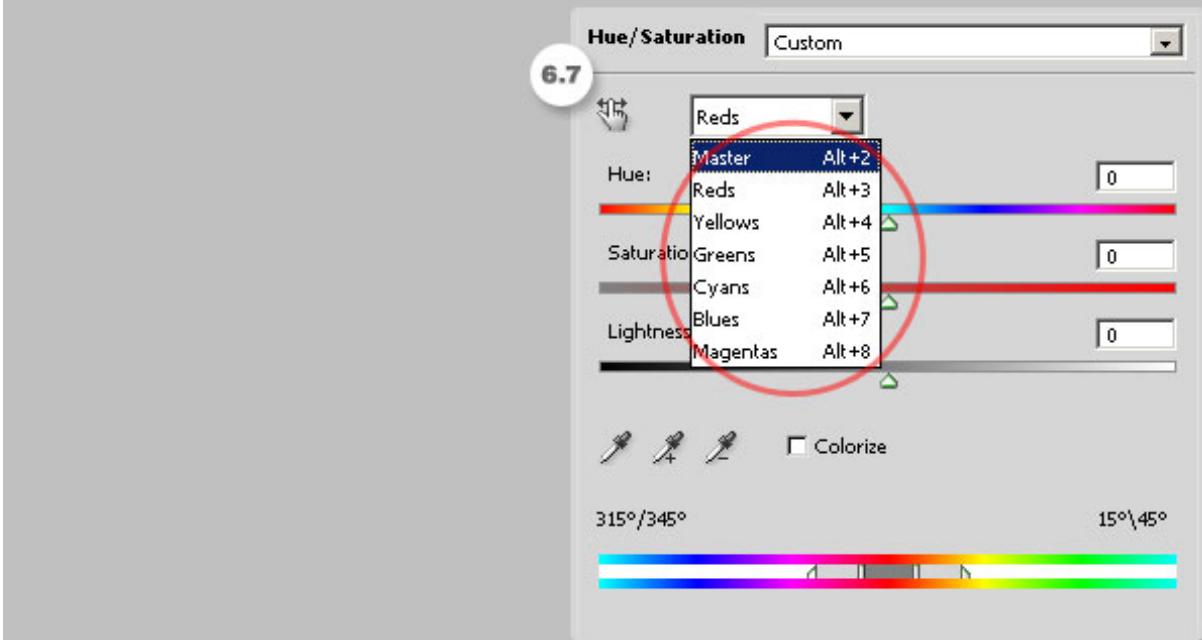 Hue/Saturation Custom
6.7
Reds
Master Alt+2
Hue: 0
Reds Alt+3
Yellows Alt+4
Saturatio Greens Alt+5 0
Cyans Alt+6
Blues Alt+7
Lightness 0
Magentas Alt+8
Colorize
315°/345° 15°\45°